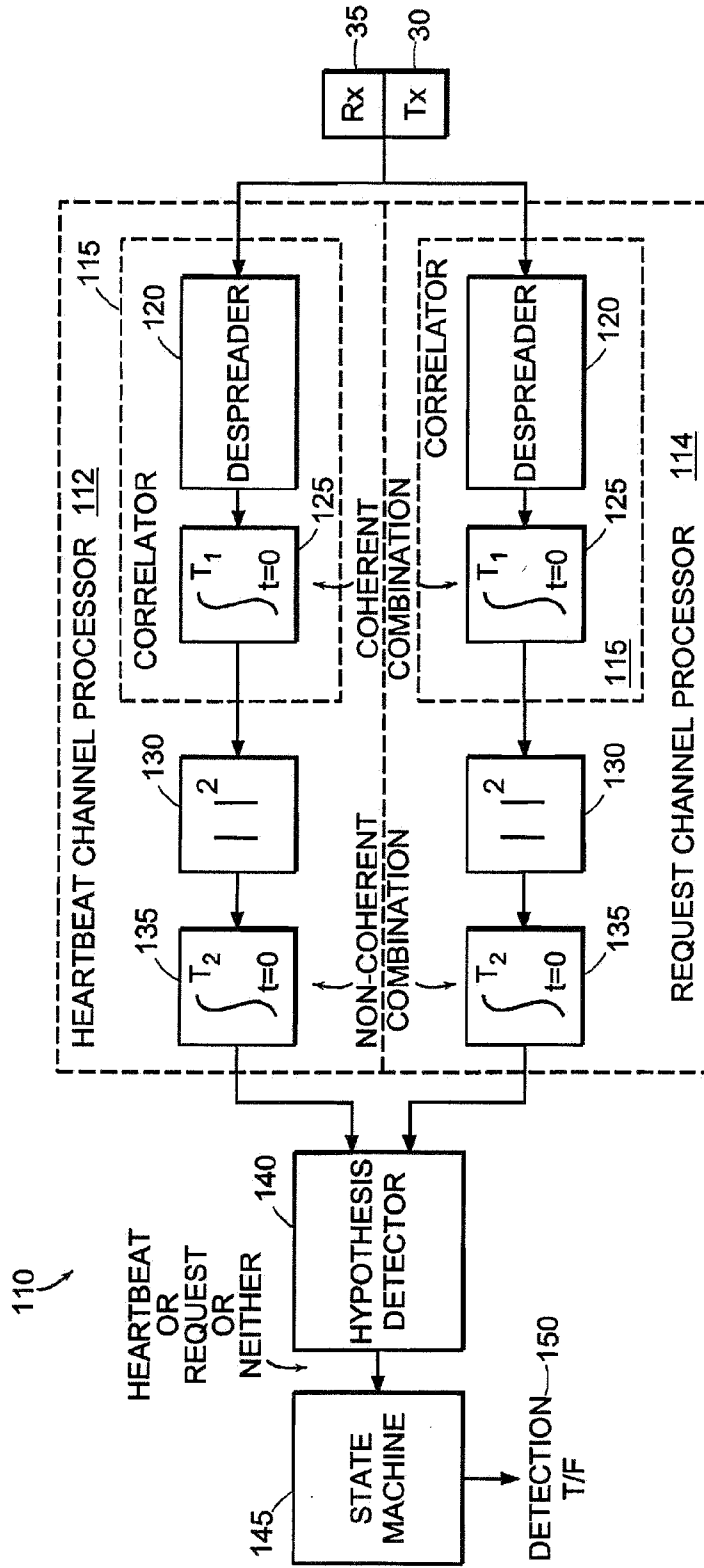 110
HEARTBEAT CHANNEL PROCESSOR 112
115
CORRELATOR
120
DESPREADER
125
∫ T1 t=0
130
| |²
135
∫ T2 t=0
COHERENT
COMBINATION
NON-COHERENT
COMBINATION
Rx
35
Tx
30
CORRELATOR
DESPREADER
120
125
∫ T1 t=0
115
130
| |²
135
∫ T2 t=0
REQUEST CHANNEL PROCESSOR 114
140
HYPOTHESIS
DETECTOR
HEARTBEAT
OR
REQUEST
OR
NEITHER
145
STATE
MACHINE
DETECTION
T/F
150